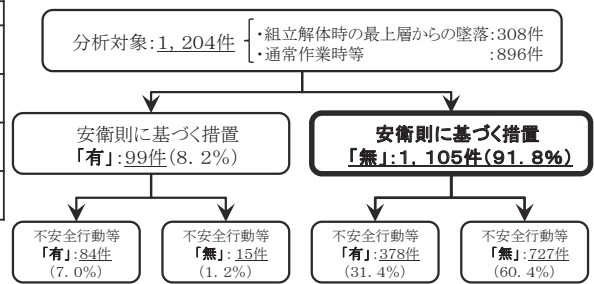 分析対象:1,204件
・組立解体時の最上層からの墜落:308件
・通常作業時等 :896件
安衛則に基づく措置
「有」:99件(8.2%)
安衛則に基づく措置
「無」:1,105件(91.8%)
不安全行動等
「有」:84件
(7.0%)
不安全行動等
「無」:15件
(1.2%)
不安全行動等
「有」:378件
(31.4%)
不安全行動等
「無」:727件
(60.4%)